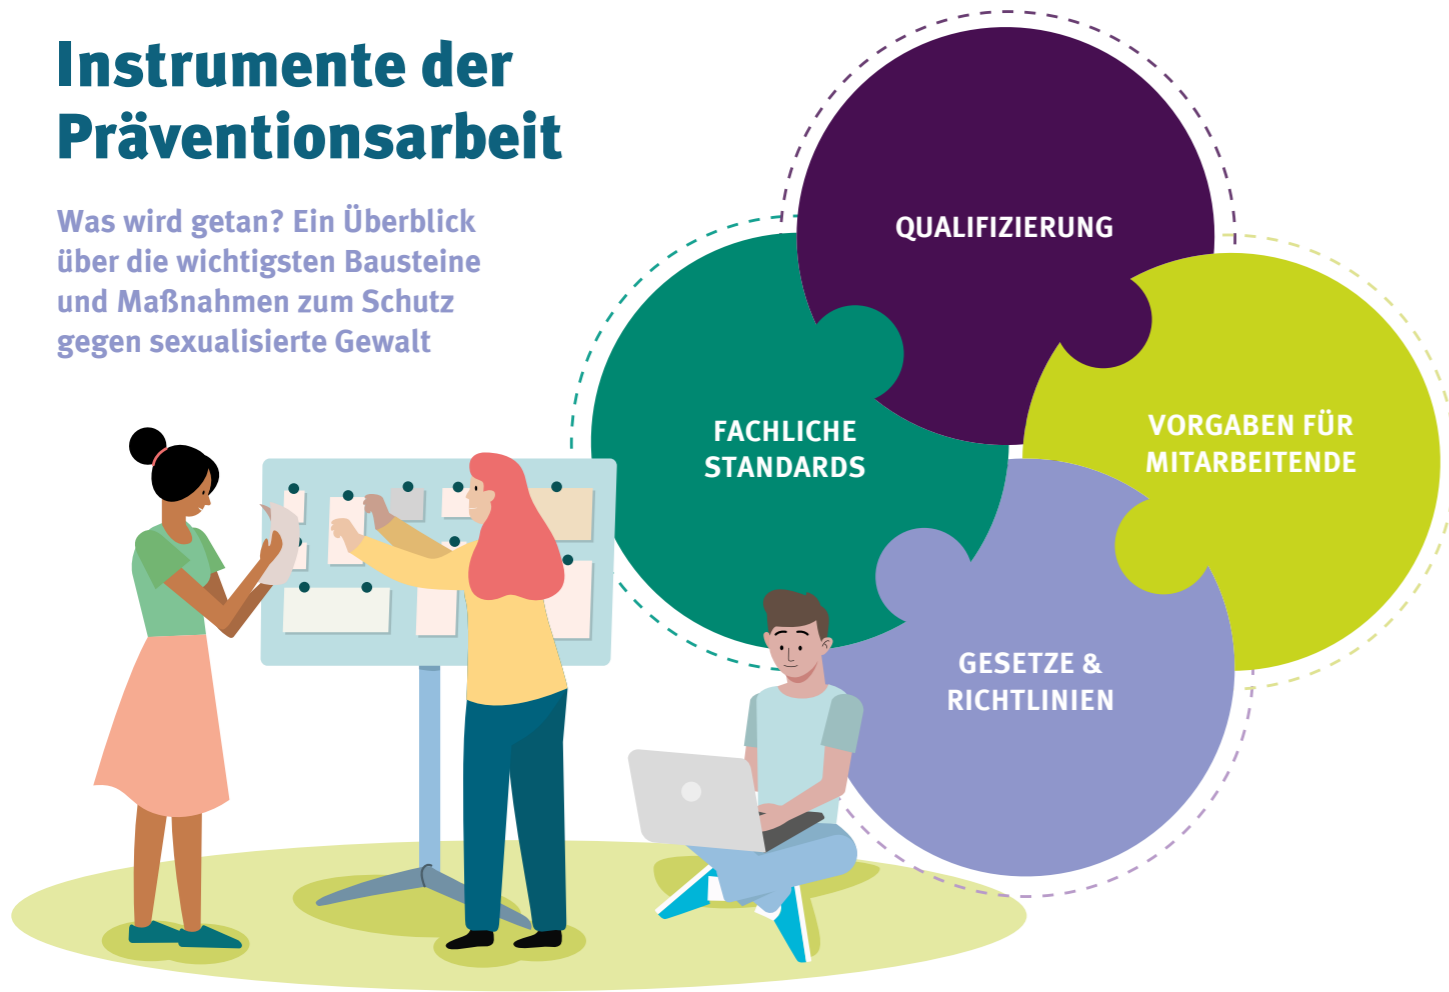 Instrumente der
Präventionsarbeit
Was wird getan? Ein Überblick
über die wichtigsten Bausteine
und Maßnahmen zum Schutz
gegen sexualisierte Gewalt
QUALIFIZIERUNG
FACHLICHE
STANDARDS
VORGABEN FÜR
MITARBEITENDE
GESETZE &
RICHTLINIEN